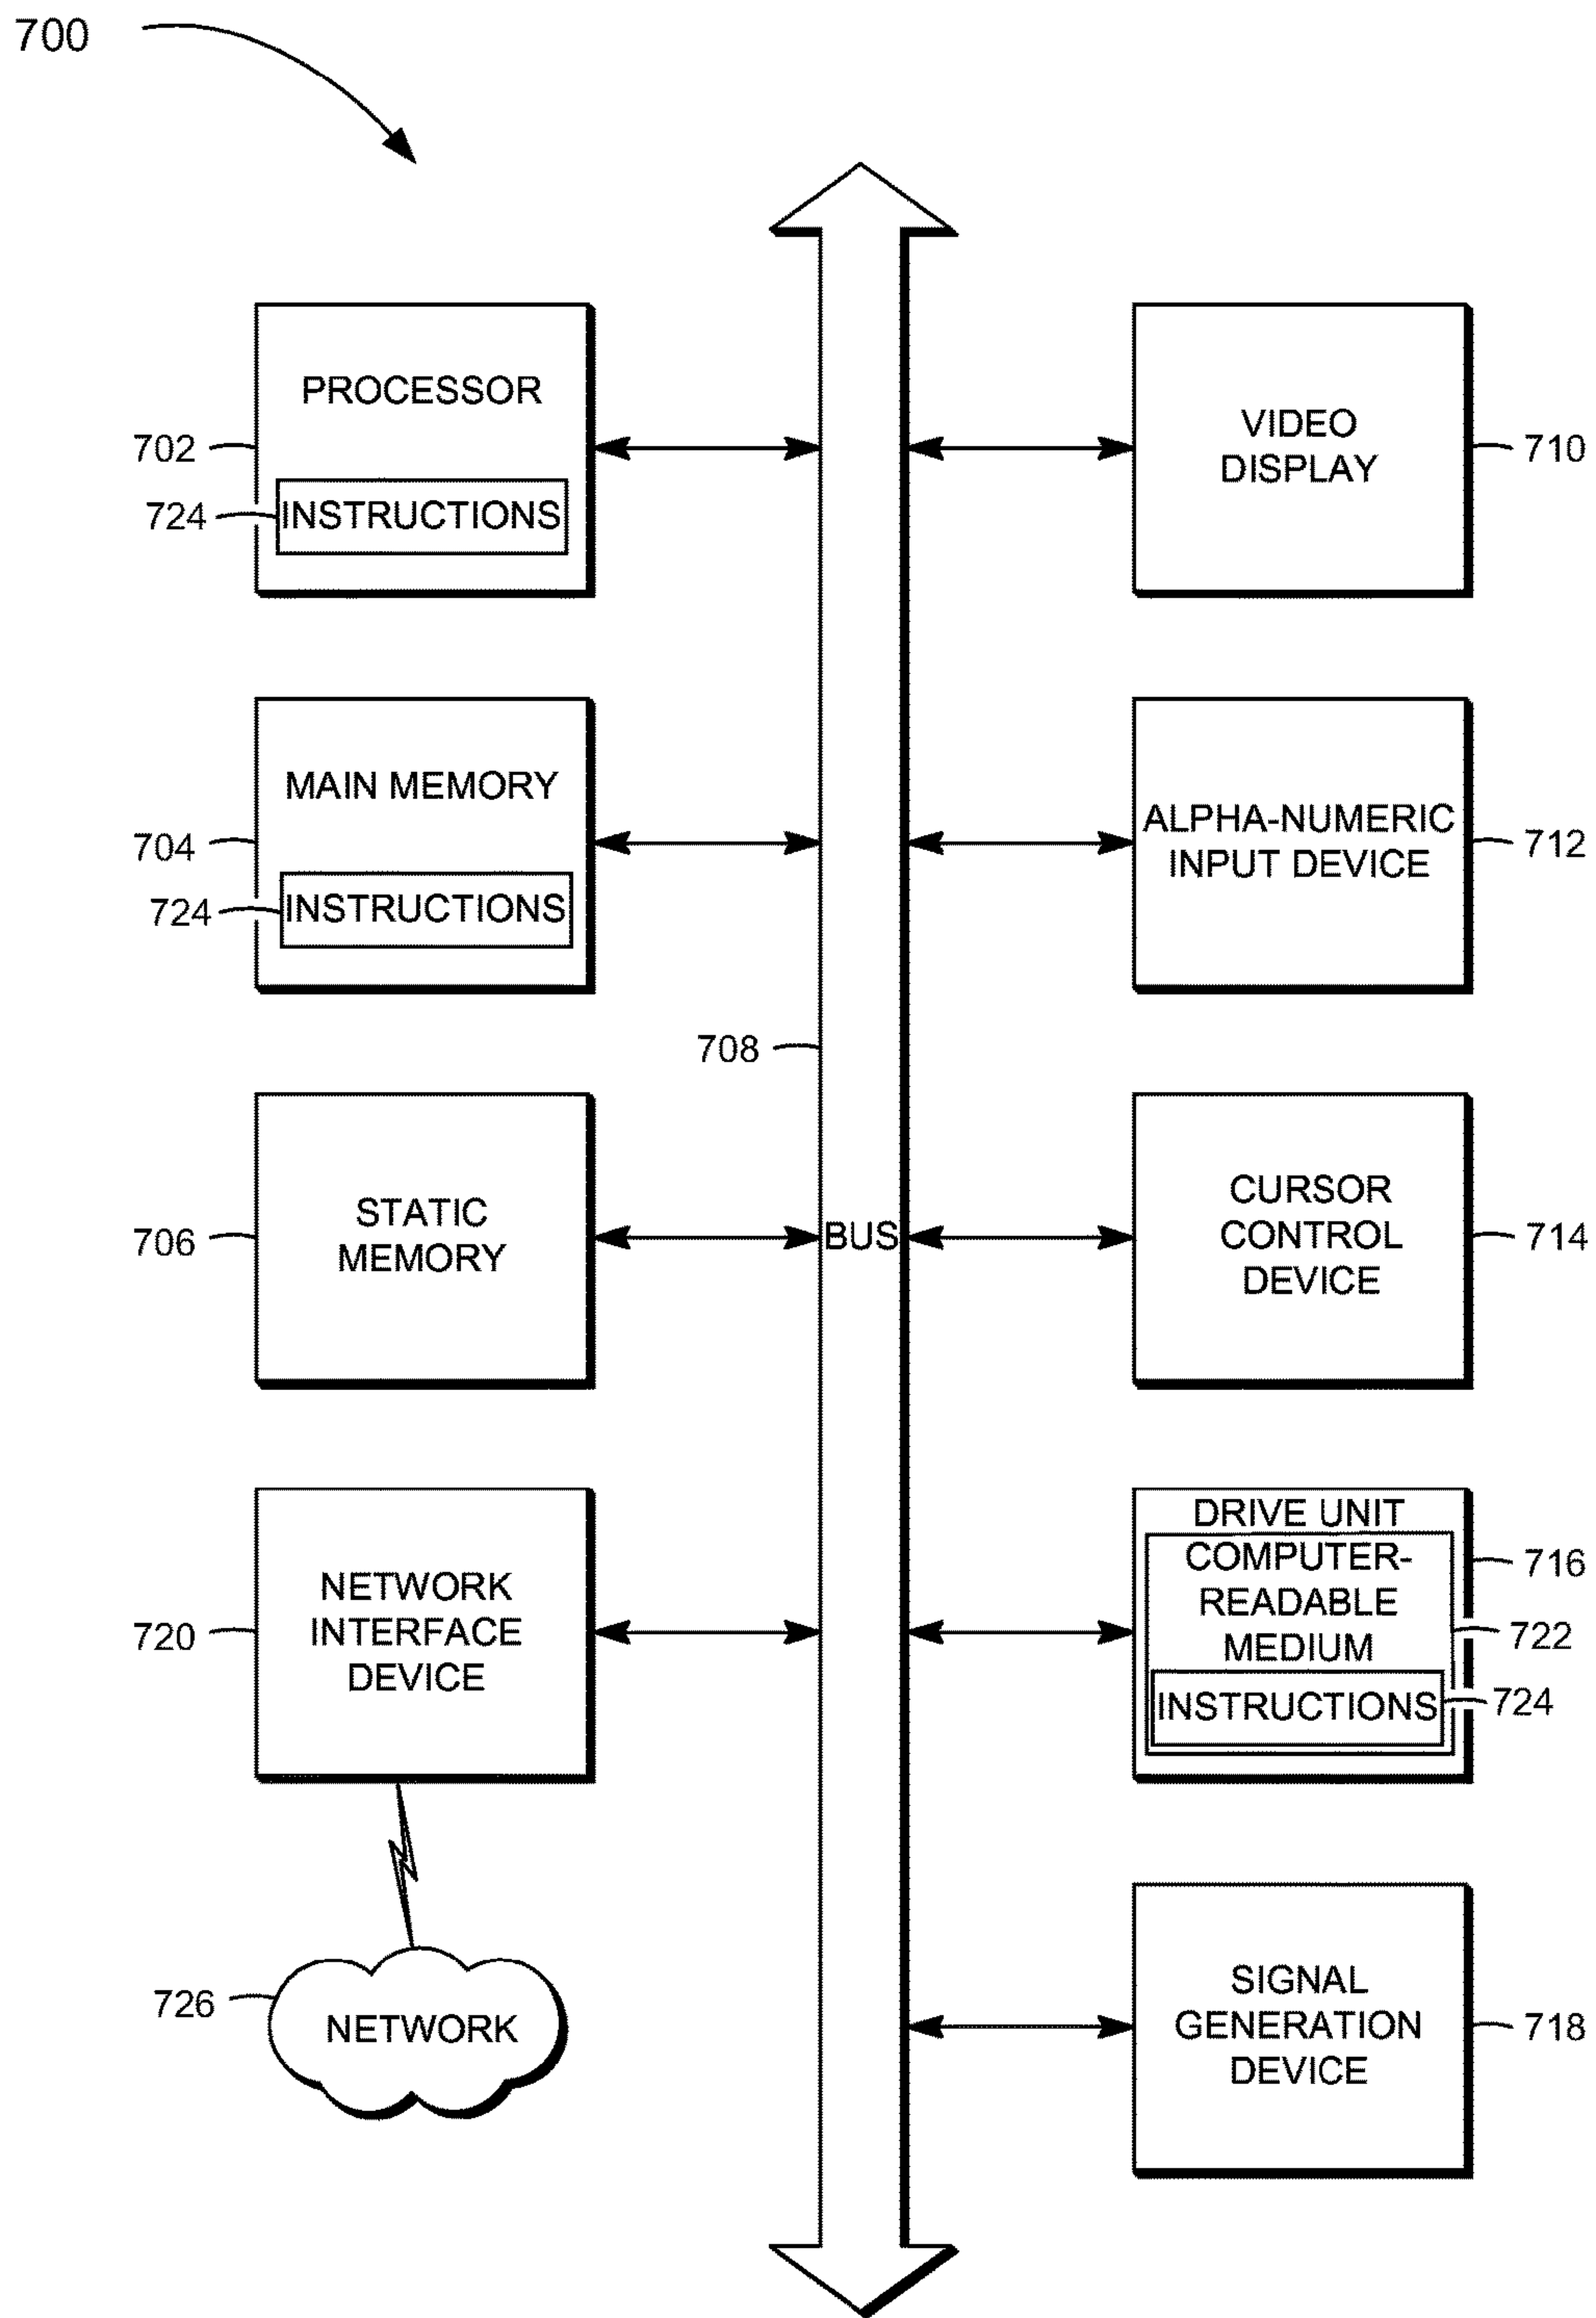 700
PROCESSOR
702
724
INSTRUCTIONS
VIDEO
DISPLAY
710
MAIN MEMORY
704
724
INSTRUCTIONS
ALPHA-NUMERIC
INPUT DEVICE
712
708
STATIC
MEMORY
706
BUS
CURSOR
CONTROL
DEVICE
714
NETWORK
INTERFACE
DEVICE
720
DRIVE UNIT
COMPUTER-
READABLE
MEDIUM
716
722
INSTRUCTIONS
724
726
NETWORK
SIGNAL
GENERATION
DEVICE
718